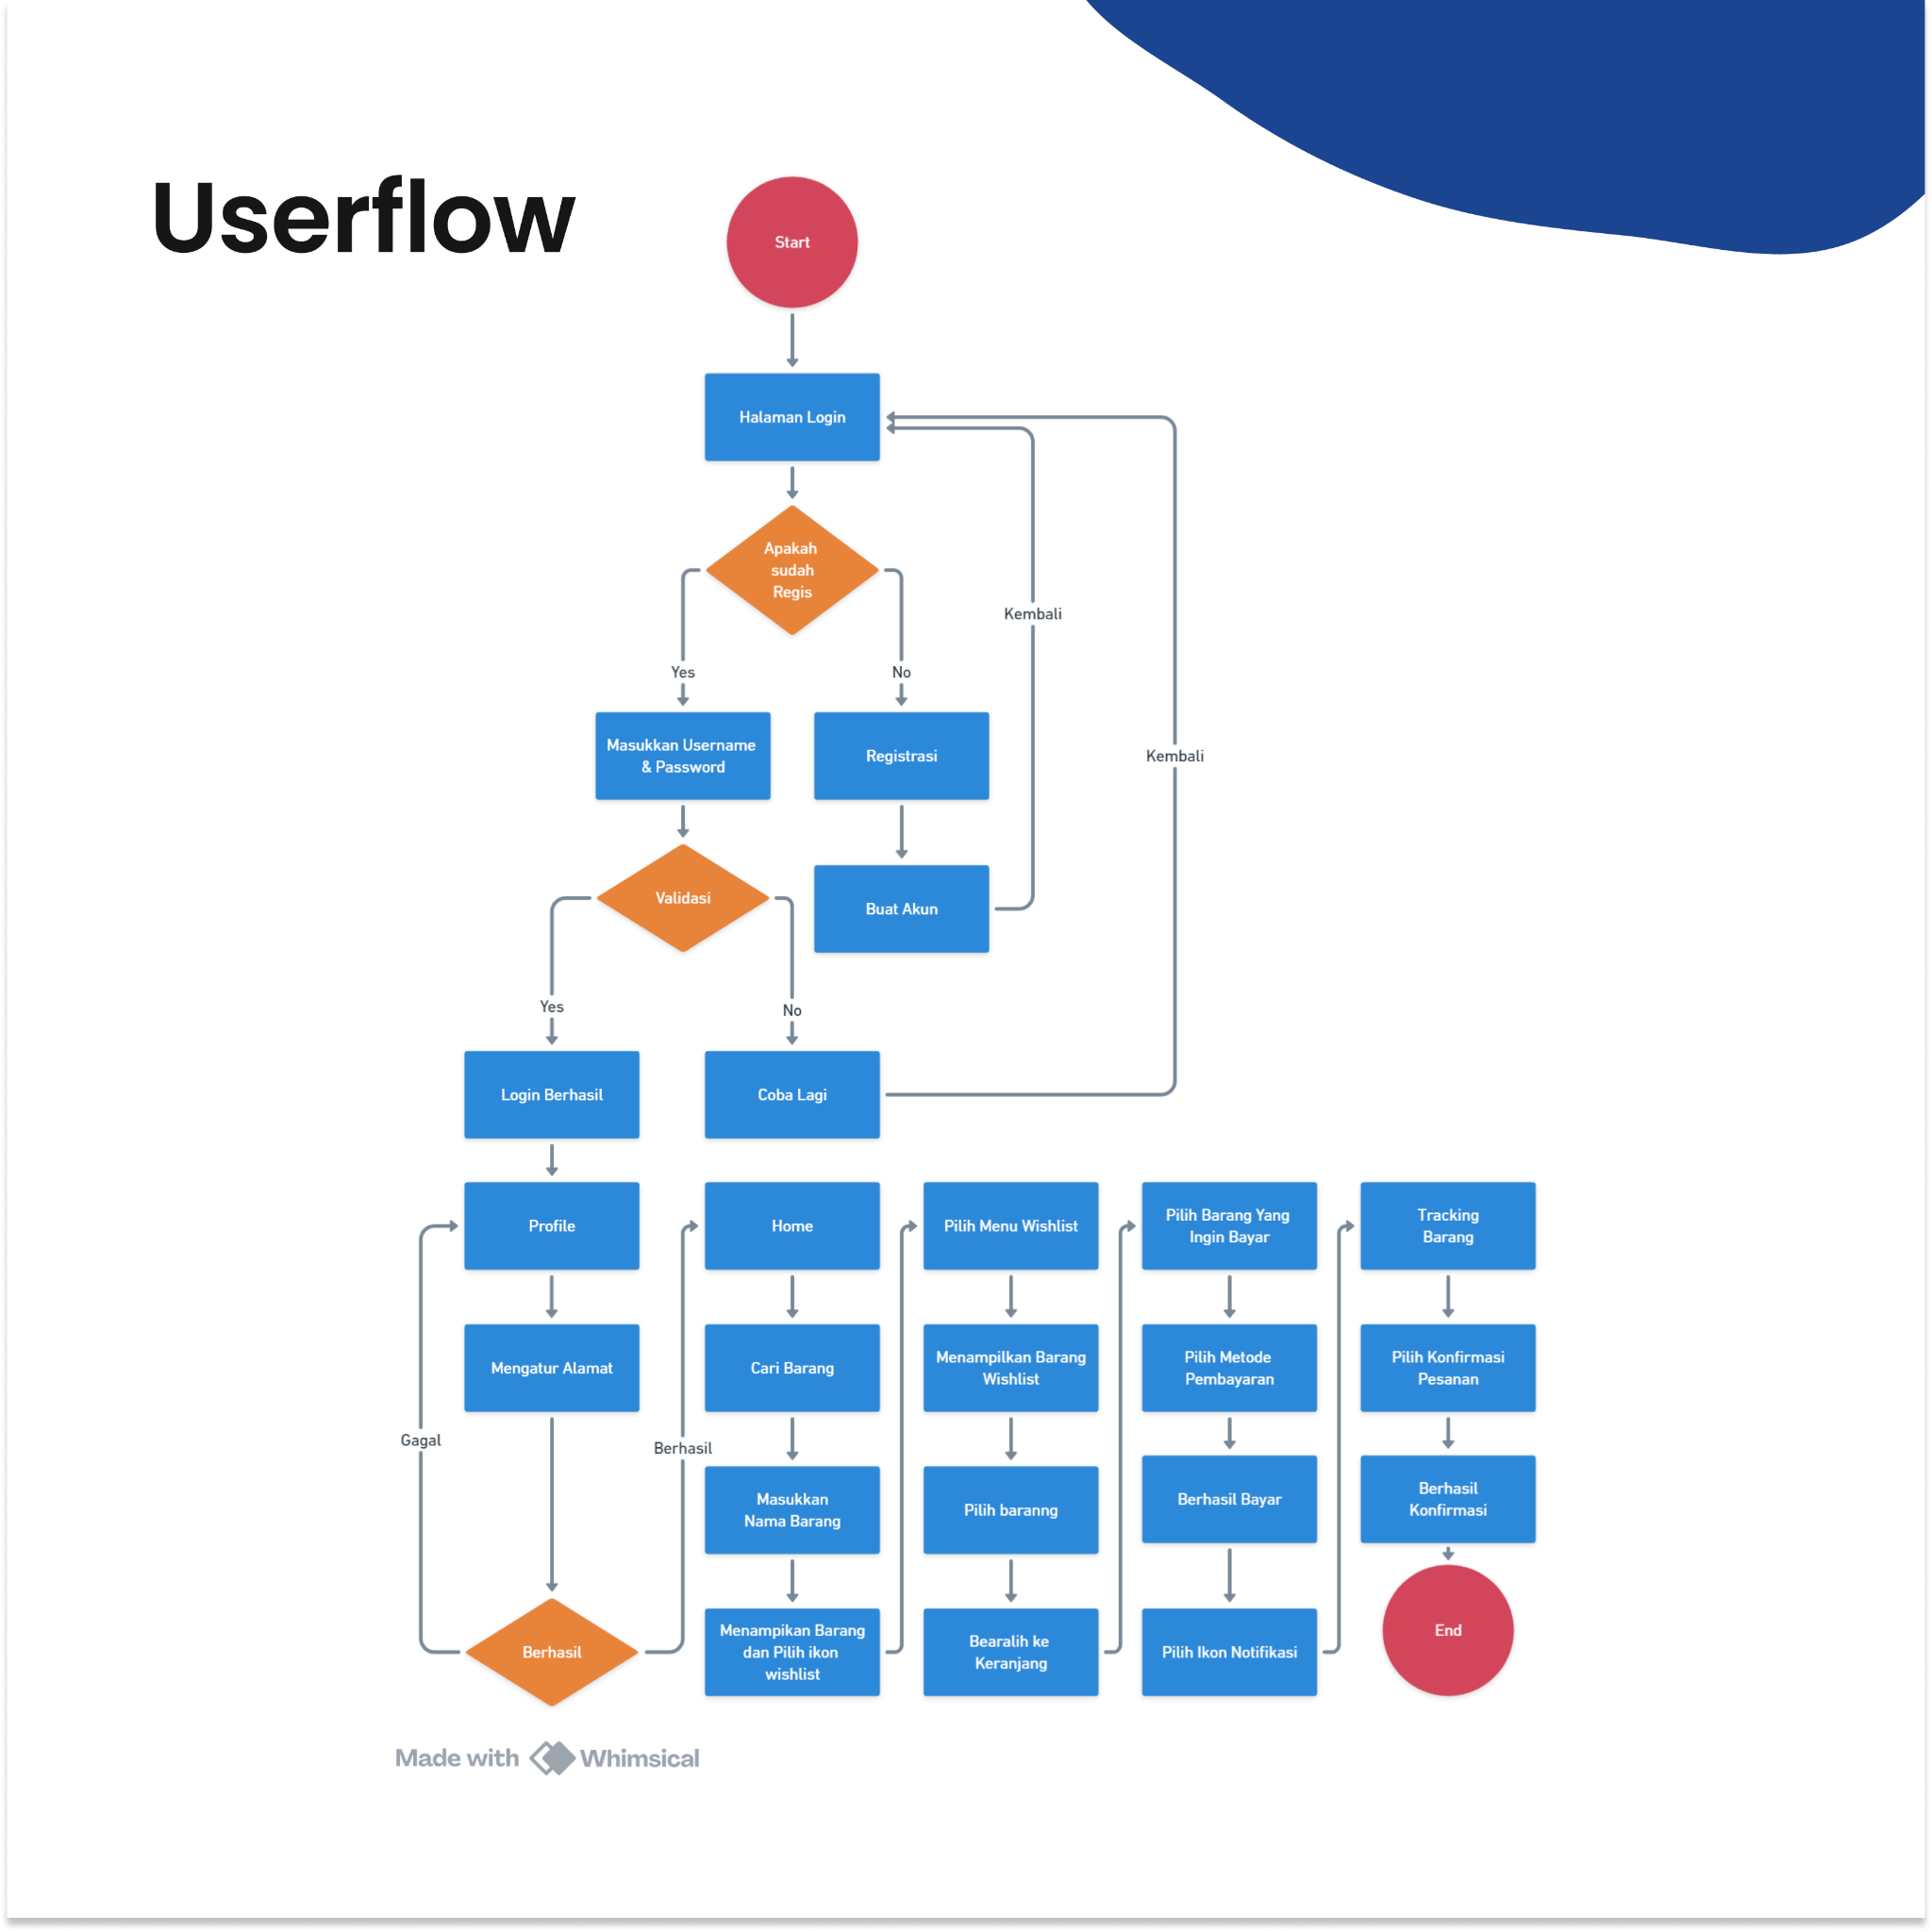 Userflow
Start
Halaman Login
Apakah
sudah
Regis
Kembali
Yes
No
Masukkan Username
& Password
Registrasi
Kembali
Validasi
Buat Akun
Yes
No
Login Berhasil
Coba Lagi
Profile
Mengatur Alamat
Gagal
Berhasil
Berhasil
Home
Cari Barang
Masukkan
Nama Barang
Menampikan Barang
dan Pilih ikon
wishlist
Pilih Menu Wishlist
Menampilkan Barang
Wishlist
Pilih baranng
Bearalih ke
Keranjang
Pilih Barang Yang
Ingin Bayar
Pilih Metode
Pembayaran
Berhasil Bayar
Pilih Ikon Notifikasi
Tracking
Barang
Pilih Konfirmasi
Pesanan
Berhasil
Konfirmasi
End
Made with Whimsical